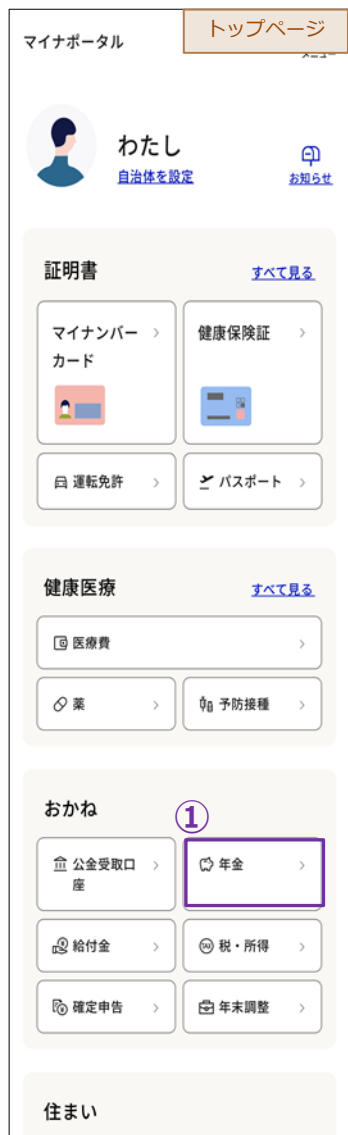 トップページ
マイナポータル
メニュー
わたし
自治体を設定
お知らせ
証明書
すべて見る
マイナンバー
カード
健康保険証
運転免許
パスポート
健康医療
すべて見る
医療費
薬
予防接種
おかね
①
公金受取口
座
年金
給付金
税・所得
確定申告
年末調整
住まい